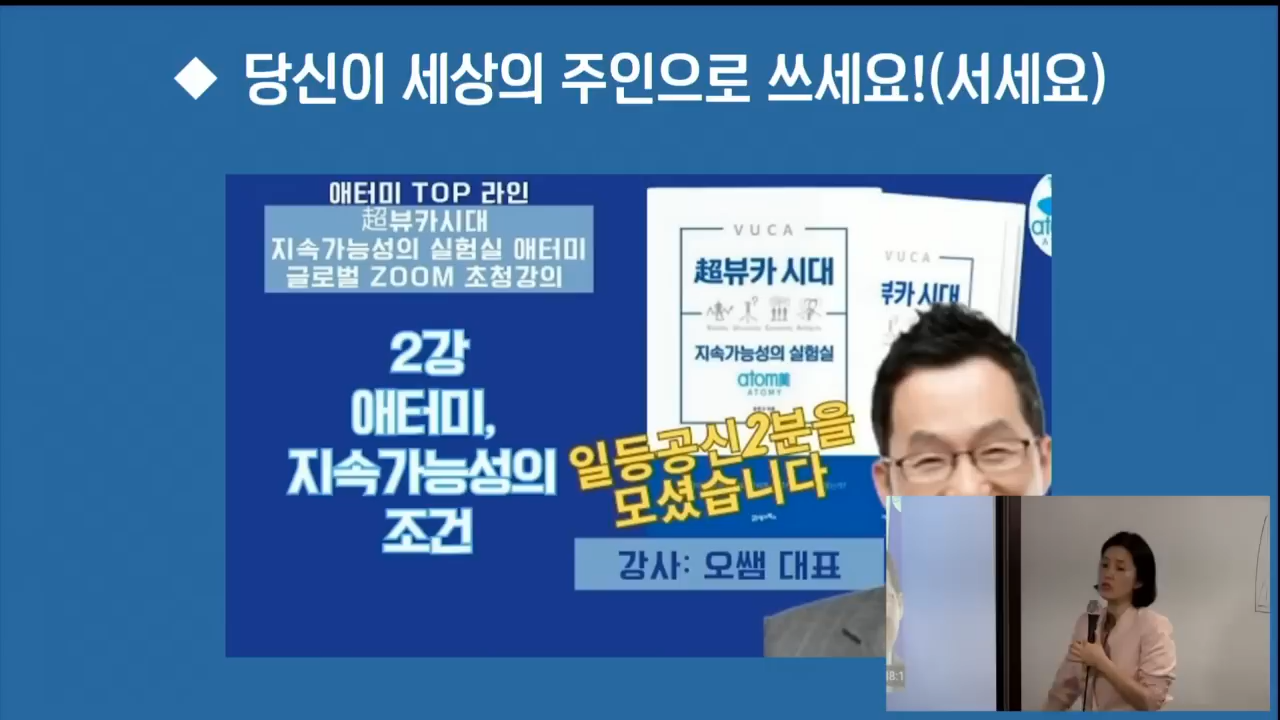 ◆ 당신이 세상의 주인으로 쓰세요!(서세요)
애터미 TOP 라인
超뷰카시대
지속가능성의 실험실 애터미
글로벌 ZOOM 초청강의
2강
애터미,
지속가능성의
조건
VUCA
超뷰카 시대
지속가능성의 실험실
atom美
ATOMY
VUCA
뷰카 시대
일등공신2분을
모셨습니다
강사: 오쌤 대표